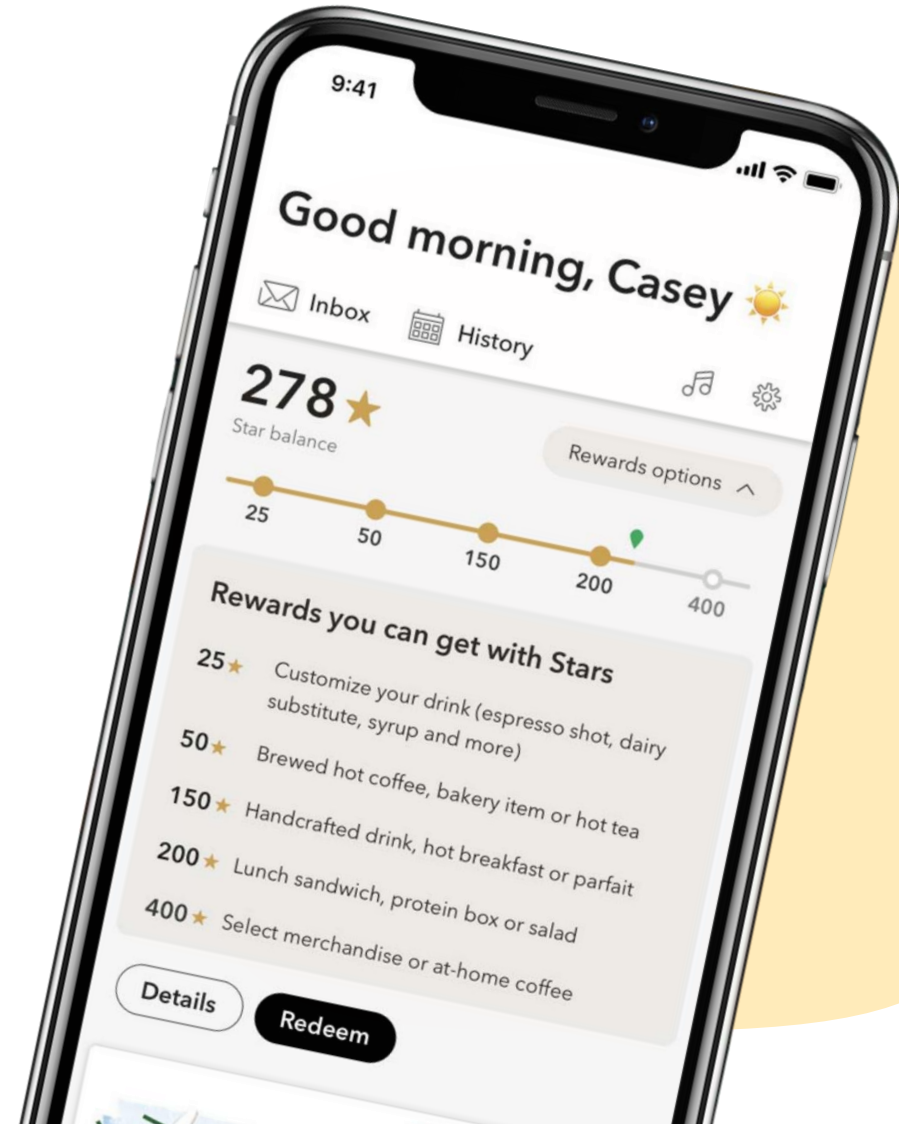 9:41
Good morning, Casey
Inbox
History
278
Star balance
Rewards options
25
50
150
200
400
Rewards you can get with Stars
25 Customize your drink (espresso shot, dairy
substitute, syrup and more)
50 Brewed hot coffee, bakery item or hot tea
150 Handcrafted drink, hot breakfast or parfait
200 Lunch sandwich, protein box or salad
400 Select merchandise or at-home coffee
Details
Redeem